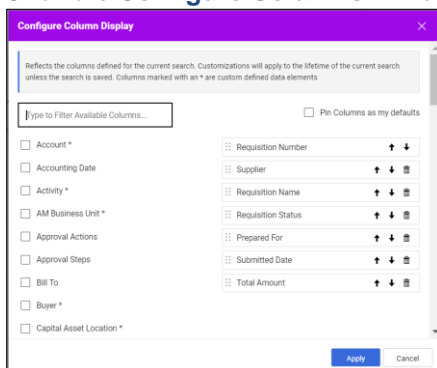 Configure Column Display
Reflects the columns defined for the current search. Customizations will apply to the lifetime of the current search
unless the search is saved. Columns marked with an * are custom defined data elements
Type to Filter Available Columns...
Pin Columns as my defaults
Account *
Accounting Date
Activity *
AM Business Unit *
Approval Actions
Approval Steps
Bill To
Buyer *
Capital Asset Location *
Requisition Number
Supplier
Requisition Name
Requisition Status
Prepared For
Submitted Date
Total Amount
Apply
Cancel